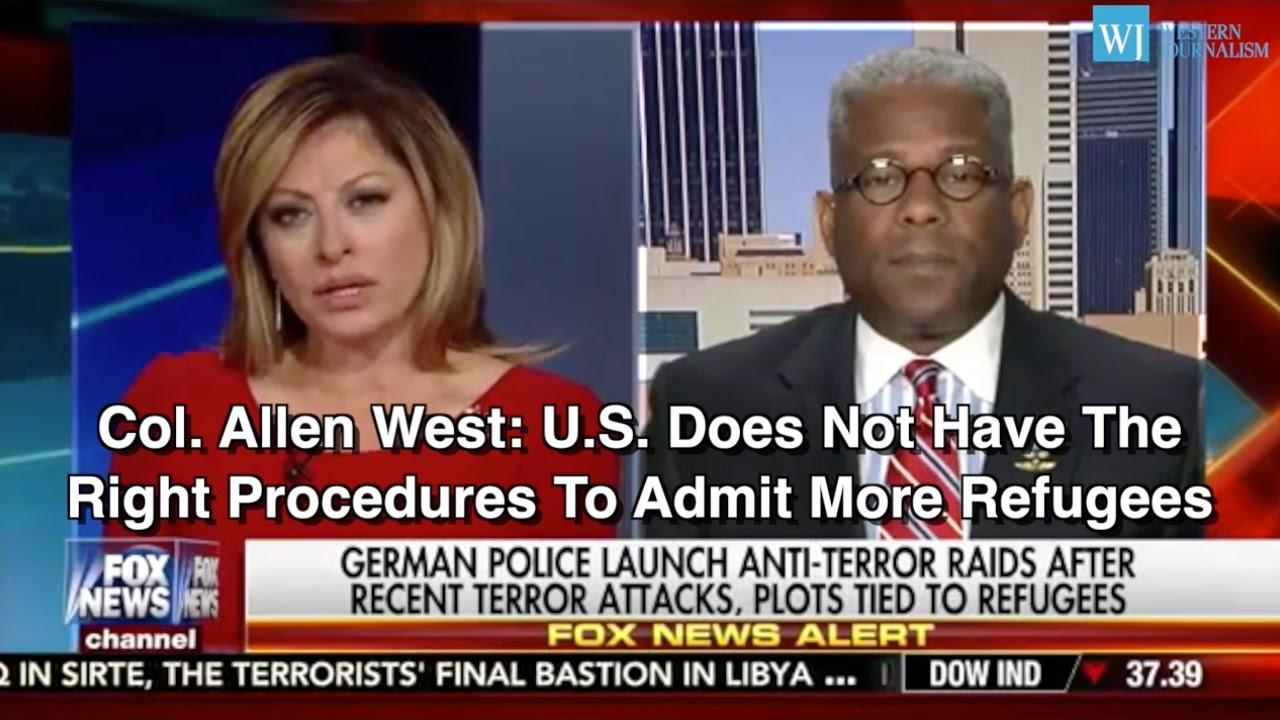 WJ WESTERN
JOURNALISM
Col. Allen West: U.S. Does Not Have The
Right Procedures To Admit More Refugees
FOX
NEWS
channel
FOX
NEWS
GERMAN POLICE LAUNCH ANTI-TERROR RAIDS AFTER
RECENT TERROR ATTACKS, PLOTS TIED TO REFUGEES
FOX NEWS ALERT
Q IN SIRTE, THE TERRORISTS' FINAL BASTION IN LIBYA ... DOW IND 37.39